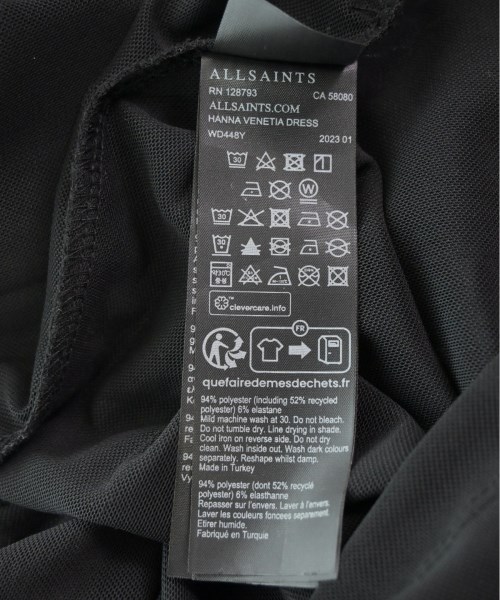 ALLSAINTS
RN 128793 CA 58080
ALLSAINTS.COM
HANNA VENETIA DRESS
WD448Y 2023 01
30
W
30
30
clevercare.info
FR
quefairedemesdechets.fr
94% polyester (including 52% recycled
polyester) 6% elastane
Mild machine wash at 30. Do not bleach.
Do not tumble dry. Line drying in shade.
Cool iron on reverse side. Do not dry
clean. Wash inside out. Wash dark colours
separately. Reshape whilst damp.
Made in Turkey
94% polyester (dont 52% recyclé
polyester) 6% elasthanne
Repasser sur l'envers. Laver à l'envers.
Laver les couleurs foncées separement.
Etirer humide.
Fabriqué en Turquie